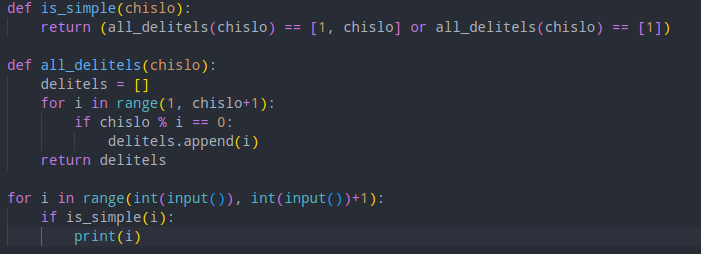 def is_simple(chislo):
    return (all_delitels(chislo) == [1, chislo] or all_delitels(chislo) == [1])

def all_delitels(chislo):
    delitels = []
    for i in range(1, chislo+1):
        if chislo % i == 0:
            delitels.append(i)
    return delitels

for i in range(int(input()), int(input())+1):
    if is_simple(i):
        print(i)